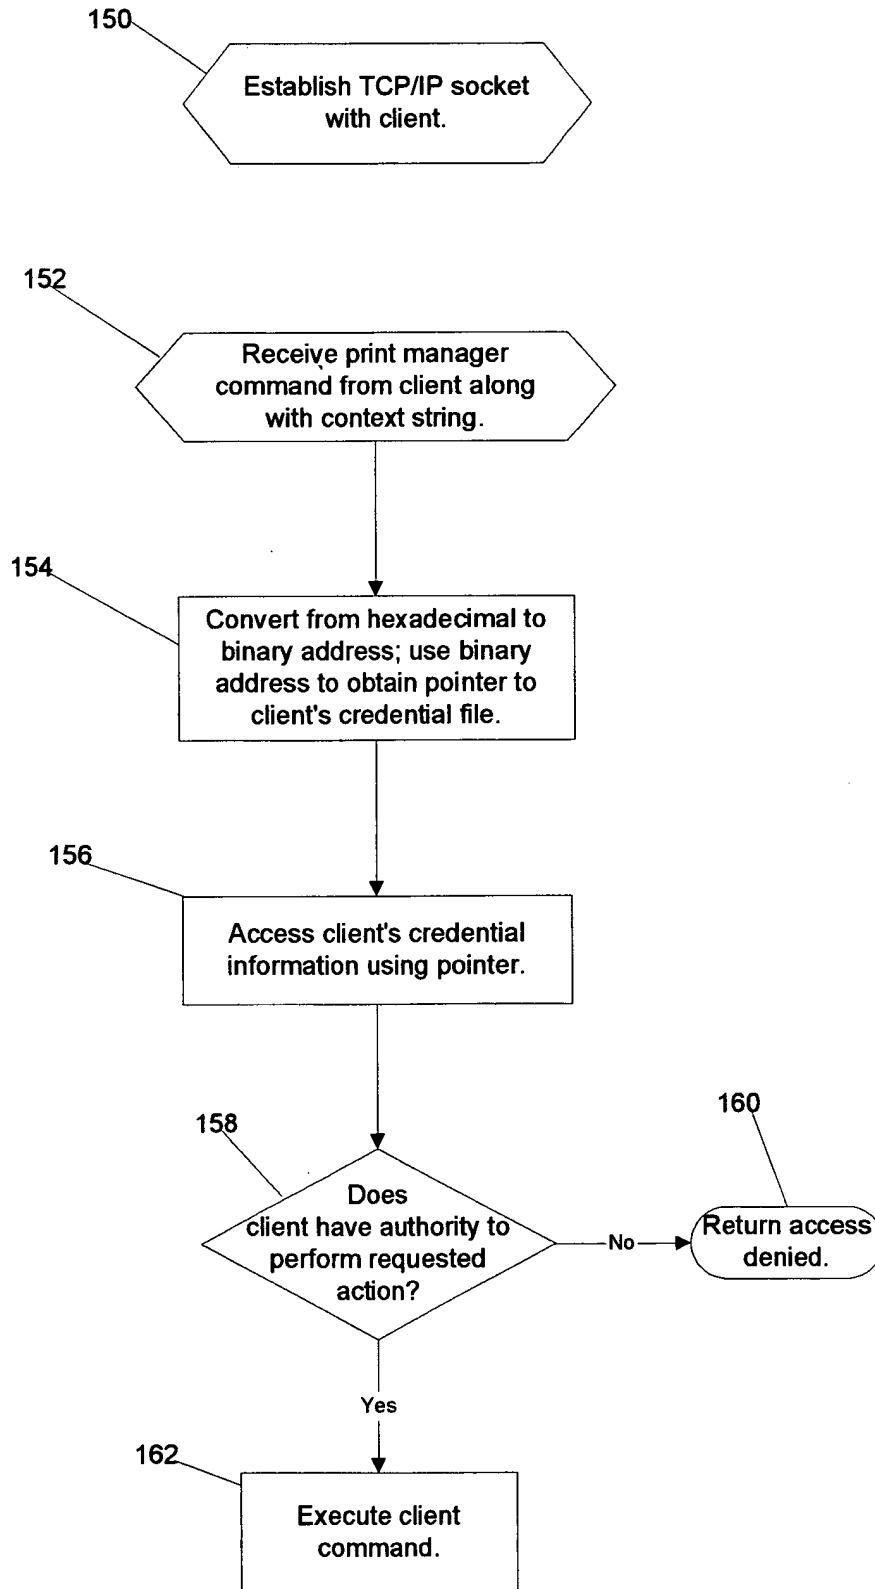 150
Establish TCP/IP socket
with client.
152
Receive print manager
command from client along
with context string.
154
Convert from hexadecimal to
binary address; use binary
address to obtain pointer to
client's credential file.
156
Access client's credential
information using pointer.
158
Does
client have authority to
perform requested
action?
No
160
Return access
denied.
Yes
162
Execute client
command.